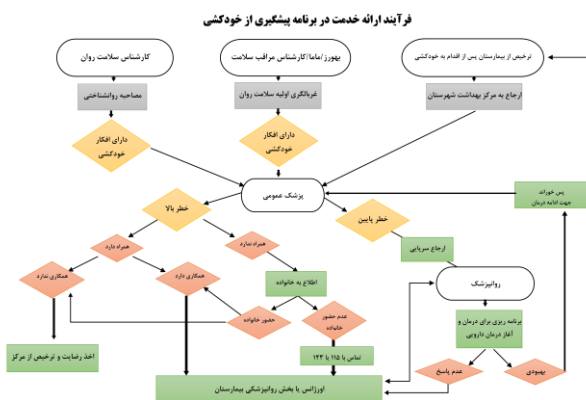 فرآیند ارائه خدمت در برنامه پیشگیری از خودکشی
ترخیص از بیمارستان پس از اقدام به خودکشی
بهورز/ماما/کارشناس مراقب سلامت
کارشناس سلامت روان
ارجاع به مرکز بهداشت شهرستان
غربالگری اولیه سلامت روان
مصاحبه روانشناختی
دارای افکار
خودکشی
دارای افکار
خودکشی
پزشک عمومی
پس خوراند
جهت ادامه درمان
خطر پایین
خطر بالا
ارجاع سرپایی
همراه ندارد
همراه دارد
روانپزشک
اطلاع به خانواده
همکاری دارد
همکاری ندارد
برنامه ریزی برای درمان و
آغاز درمان دارویی
عدم حضور
خانواده
حضور خانواده
اخذ رضایت و ترخیص از مرکز
تماس با ۱۱۵ یا ۱۲۳
بهبودی
عدم پاسخ
اورژانس یا بخش روانپزشکی بیمارستان